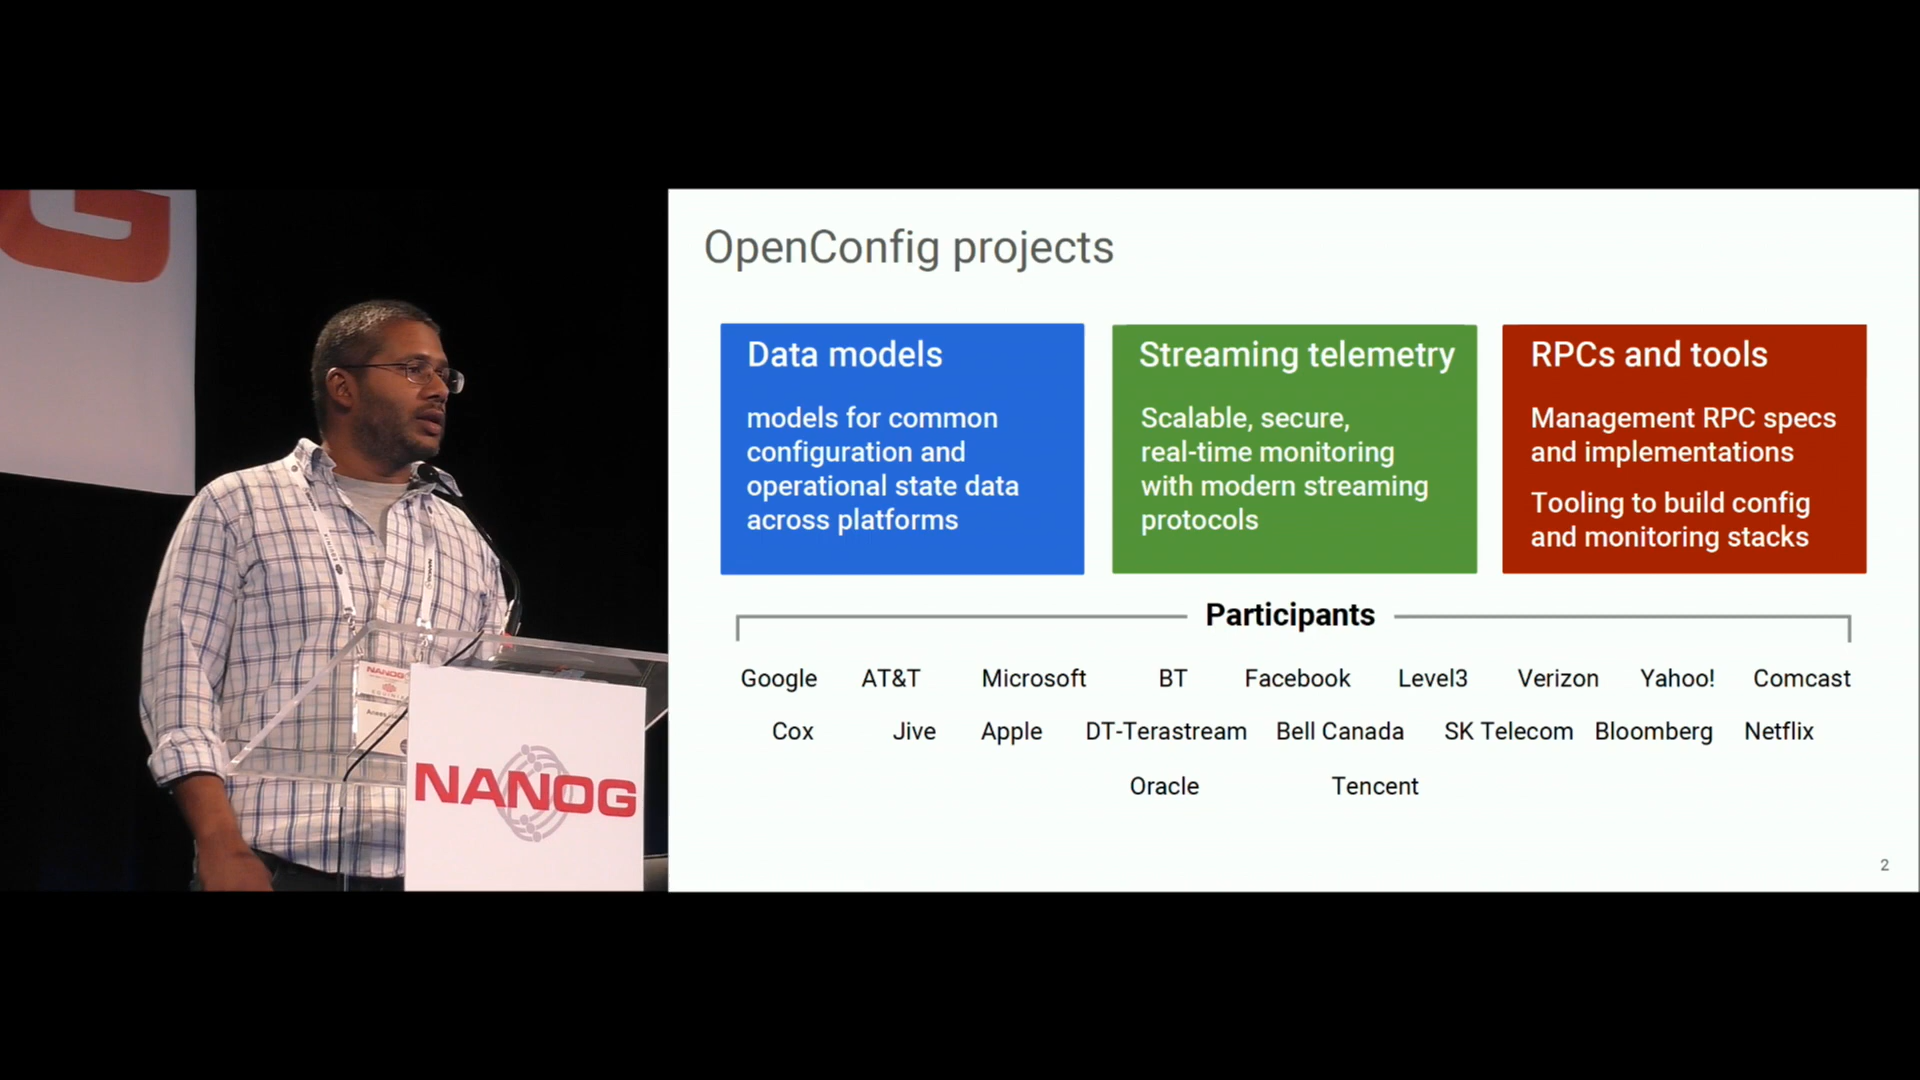 G
OpenConfig projects
Data models
models for common
configuration and
operational state data
across platforms
Streaming telemetry
Scalable, secure,
real-time monitoring
with modern streaming
protocols
RPCs and tools
Management RPC specs
and implementations
Tooling to build config
and monitoring stacks
Participants
Google AT&T Microsoft BT Facebook Level3 Verizon Yahoo! Comcast
Cox Jive Apple DT-Terastream Bell Canada SK Telecom Bloomberg Netflix
Oracle Tencent
2
NANOG
NANOG